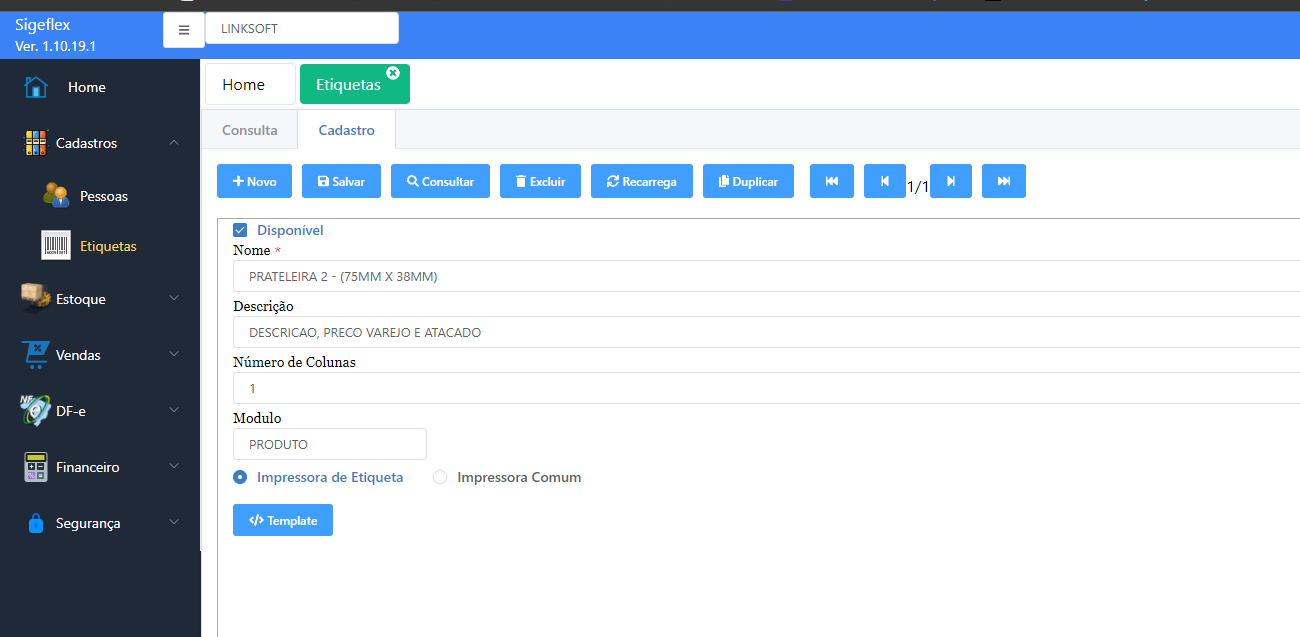 Sigeflex
Ver. 1.10.19.1
LINKSOFT
Home
Cadastros
Pessoas
Etiquetas
Estoque
Vendas
DF-e
Financeiro
Segurança
Home
Etiquetas
Consulta
Cadastro
Novo
Salvar
Consultar
Excluir
Recarrega
Duplicar
1/1
Disponível
Nome *
PRATELEIRA 2 - (75MM X 38MM)
Descrição
DESCRICAO, PRECO VAREJO E ATACADO
Número de Colunas
1
Modulo
PRODUTO
Impressora de Etiqueta
Impressora Comum
Template